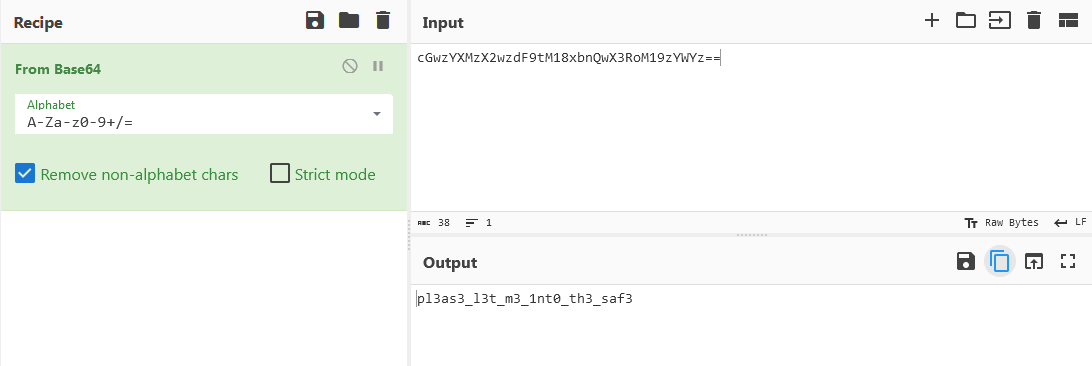 Recipe
From Base64
Alphabet
A-Za-z0-9+/=
Remove non-alphabet chars
Strict mode
Input
cGwzYXMzX2wzdF9tM18xbnQwX3RoM19zYWYz==
ABC 38 1 Tт Raw Bytes LF
Output
pl3as3_l3t_m3_1nt0_th3_saf3